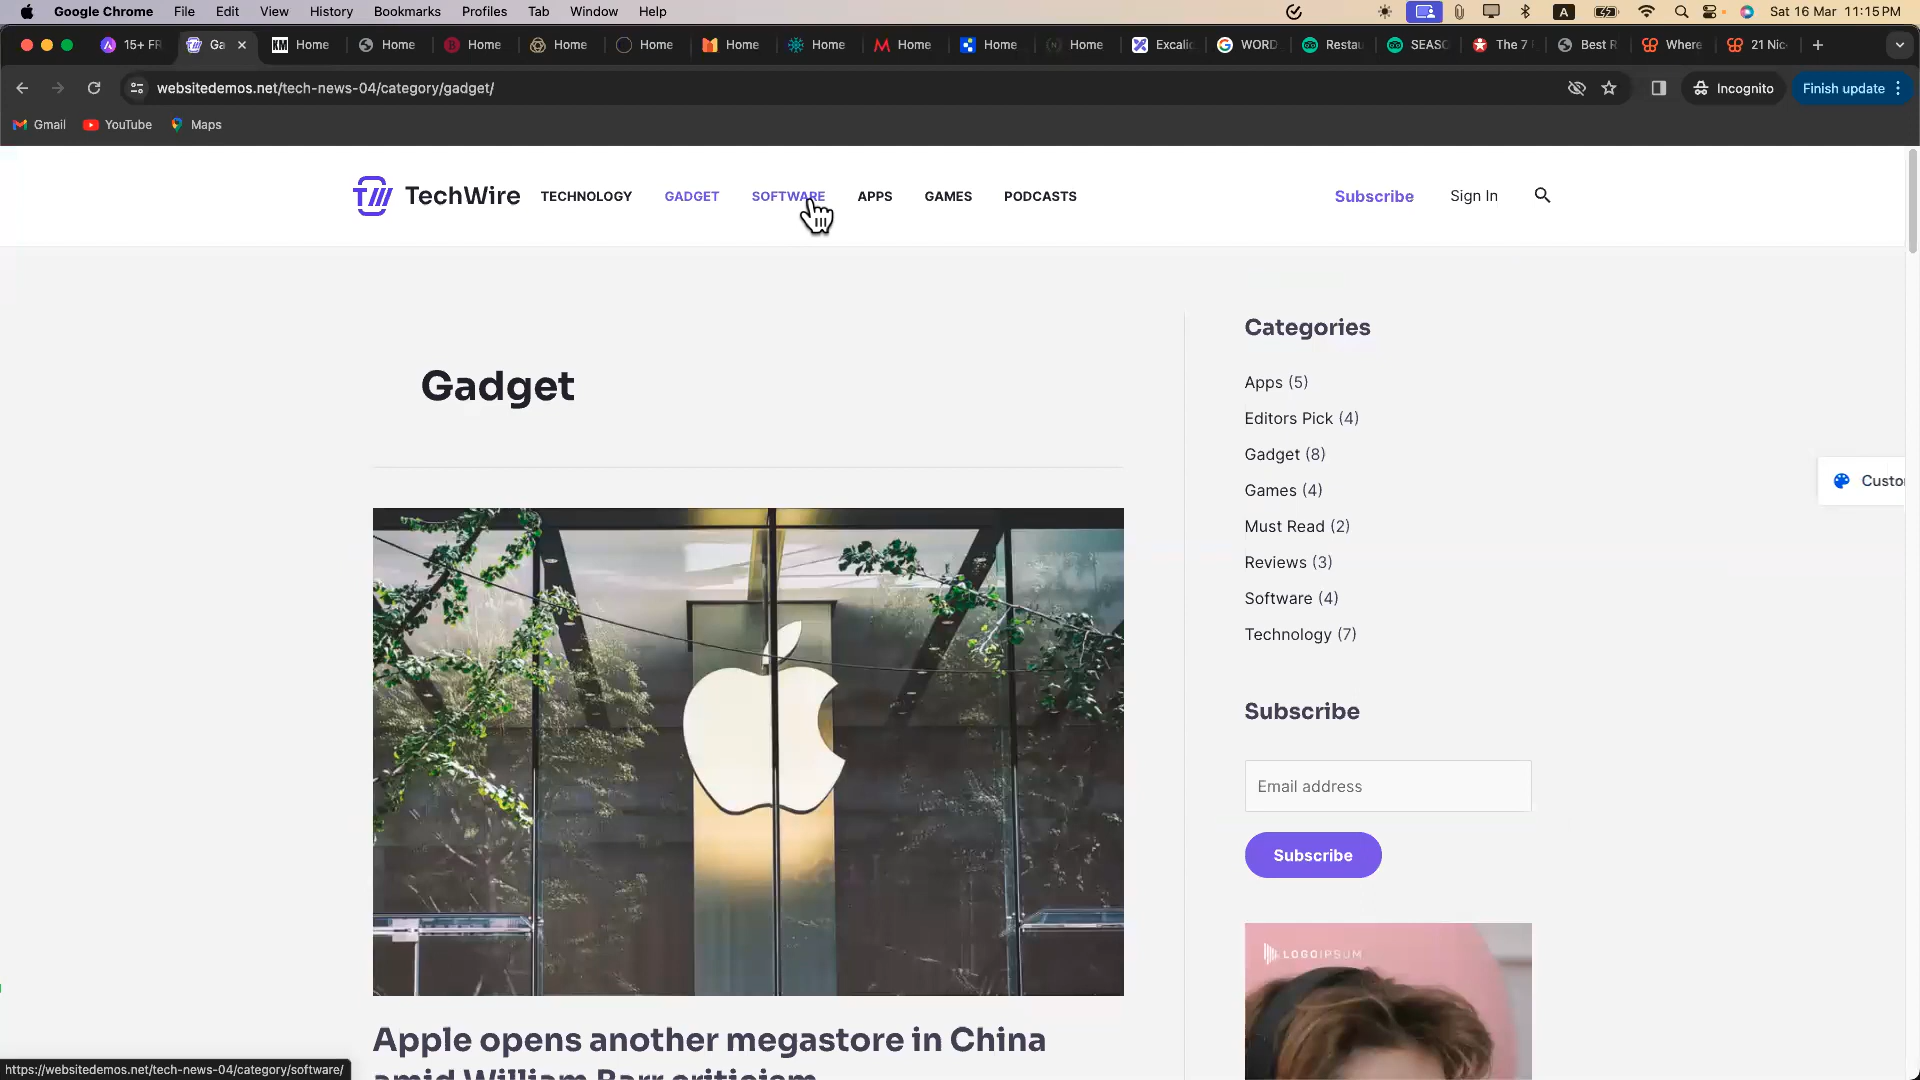 Google Chrome File Edit View History Bookmarks Profiles Tab Window Help A Sat 16 Mar 11:15 PM
15+ FR Ga KM Home Home Home Home Home Home Home Home Home Home Excalid WORD Restau SEASO The 7 Best R Where 21 Nic
websitedemos.net/tech-news-04/category/gadget/ Incognito Finish update
Gmail YouTube Maps
TechWire TECHNOLOGY GADGET SOFTWARE APPS GAMES PODCASTS Subscribe Sign In
Categories
Gadget
Apps (5)
Editors Pick (4)
Gadget (8)
Games (4)
Must Read (2)
Reviews (3)
Software (4)
Technology (7)
Custo
Subscribe
Email address
Subscribe
LOGOIPSUM
Apple opens another megastore in China
amid William Barr criticism
https://websitedemos.net/tech-news-04/category/software/